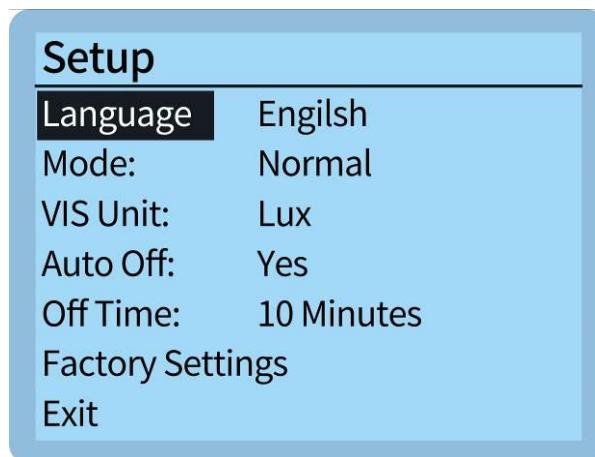 Setup
Language Engilsh
Mode: Normal
VIS Unit: Lux
Auto Off: Yes
Off Time: 10 Minutes
Factory Settings
Exit